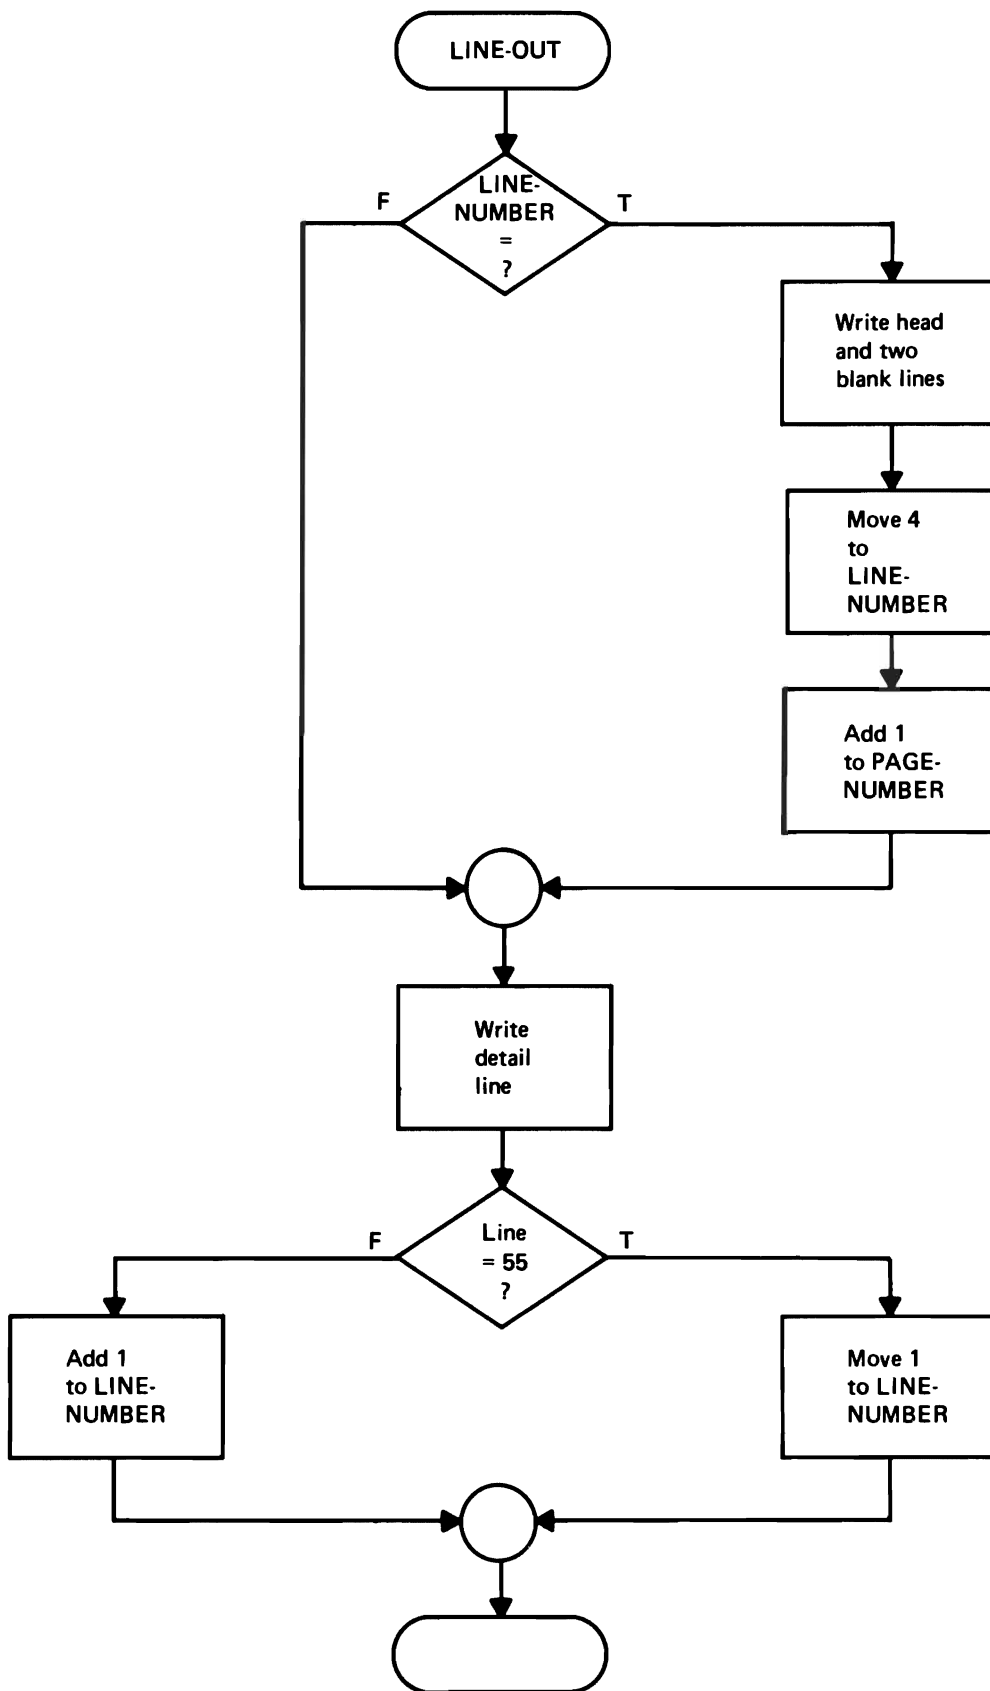 LINE-OUT
F
LINE-
NUMBER
=
?
T
Write head
and two
blank lines
Move 4
to
LINE-
NUMBER
Add 1
to PAGE-
NUMBER
Write
detail
line
F
Line
= 55
?
T
Add 1
to LINE-
NUMBER
Move 1
to LINE-
NUMBER